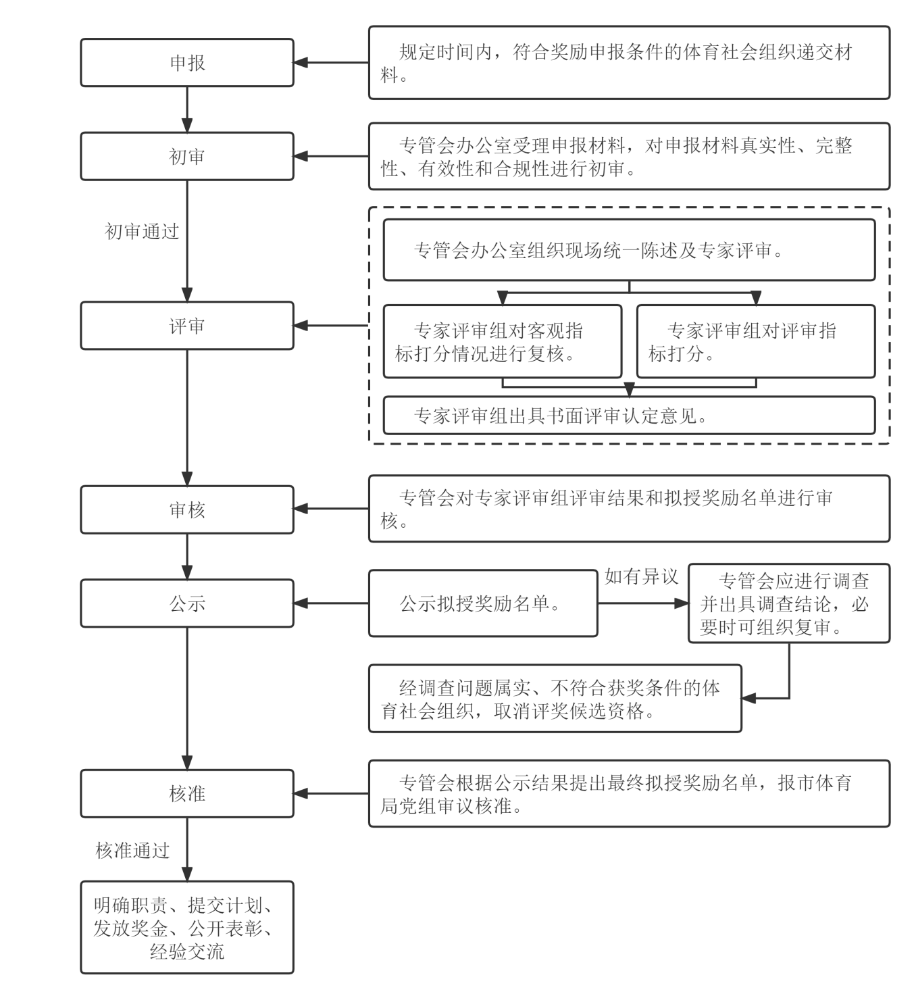 申报
规定时间内，符合奖励申报条件的体育社会组织递交材
料。
初审
专管会办公室受理申报材料，对申报材料真实性、完整
性、有效性和合规性进行初审。
初审通过
专管会办公室组织现场统一陈述及专家评审。
评审
专家评审组对客观指
标打分情况进行复核。
专家评审组对评审指
标打分。
专家评审组出具书面评审认定意见。
审核
专管会对专家评审组评审结果和拟授奖励名单进行审
核。
公示
公示拟授奖励名单。
如有异议
专管会应进行调查
并出具调查结论，必
要时可组织复审。
经调查问题属实、不符合获奖条件的体
育社会组织，取消评奖候选资格。
核准
专管会根据公示结果提出最终拟授奖励名单，报市体育
局党组审议核准。
核准通过
明确职责、提交计划、
发放奖金、公开表彰、
经验交流